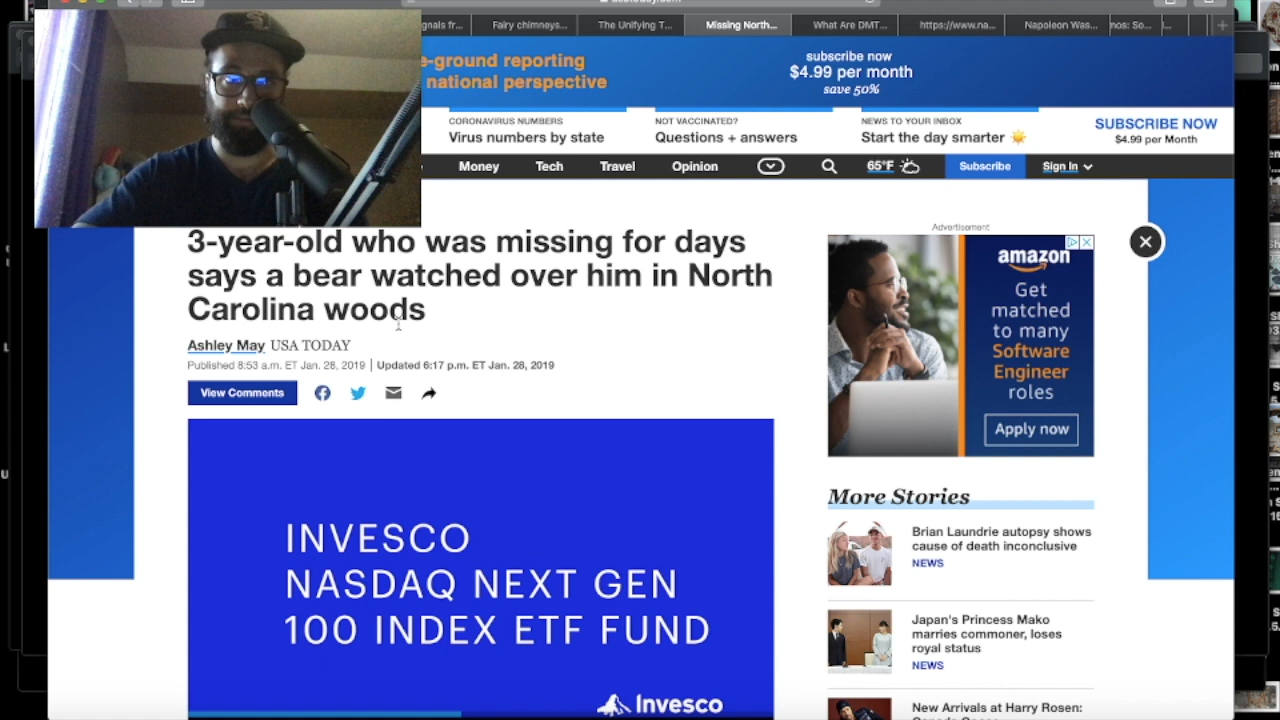 gnals fr...
Fairy chimneys...
The Unifying T...
Missing North...
What Are DMT...
https://www.na...
Napoleon Was...
nos: So...
e-ground reporting
national perspective
subscribe now
$4.99 per month
save 50%
CORONAVIRUS NUMBERS
Virus numbers by state
NOT VACCINATED?
Questions + answers
NEWS TO YOUR INBOX
Start the day smarter
SUBSCRIBE NOW
$4.99 per Month
Money
Tech
Travel
Opinion
65°F
Subscribe
Sign In
3-year-old who was missing for days
says a bear watched over him in North
Carolina woods
Ashley May USA TODAY
Published 8:53 a.m. ET Jan. 28, 2019 | Updated 6:17 p.m. ET Jan. 28, 2019
View Comments
INVESCO
NASDAQ NEXT GEN
100 INDEX ETF FUND
Invesco
Advertisement
amazon
Get
matched
to many
Software
Engineer
roles
Apply now
More Stories
Brian Laundrie autopsy shows
cause of death inconclusive
NEWS
Japan's Princess Mako
marries commoner, loses
royal status
NEWS
New Arrivals at Harry Rosen: